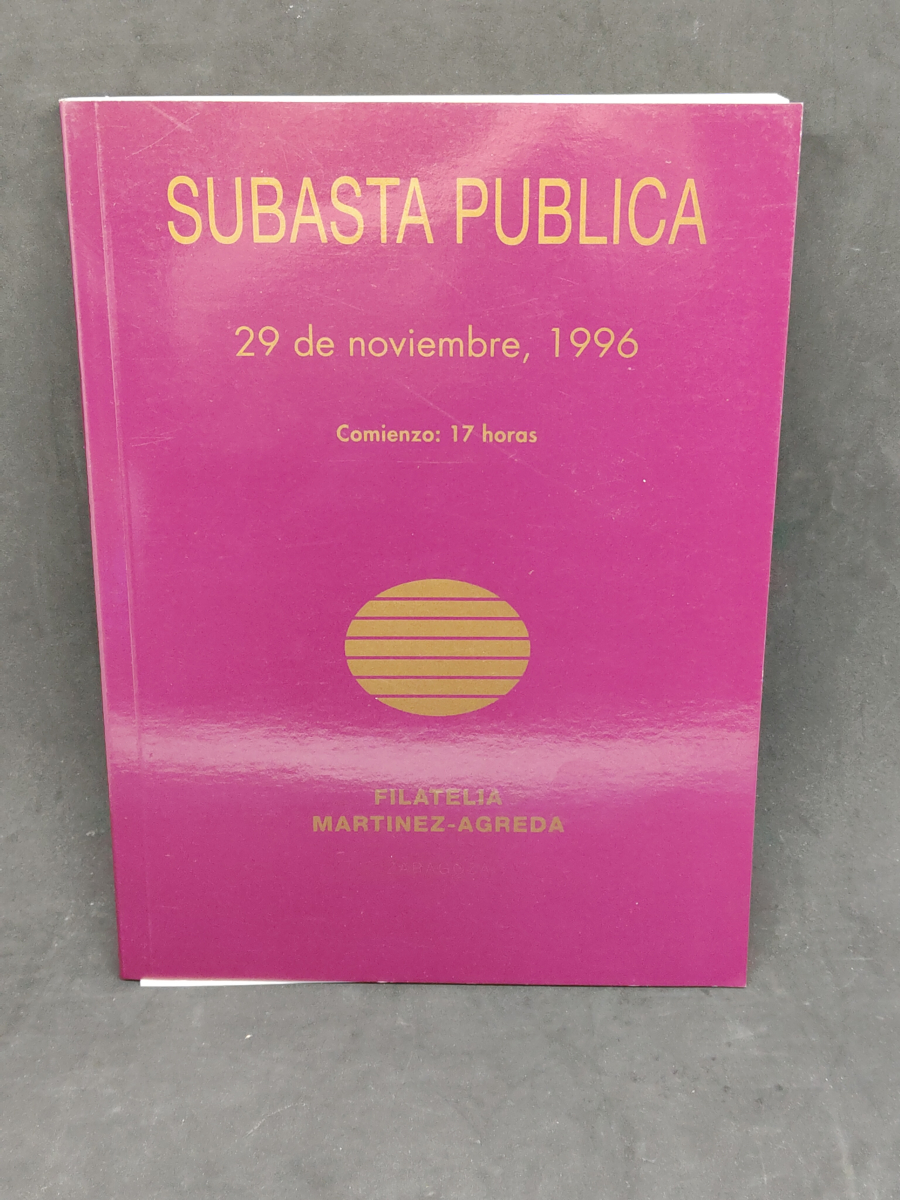 SUBASTA PUBLICA
29 de noviembre, 1996
Comienzo: 17 horas
FILATELIA
MARTINEZ-AGREDA